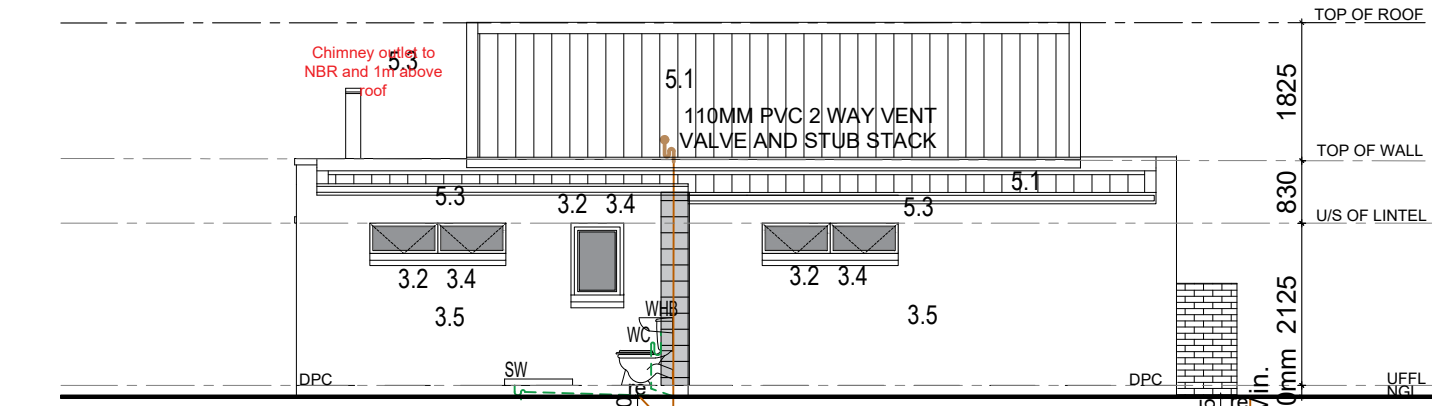 TOP OF ROOF
Chimney outlet to
NBR and 1m above
roof
5.3
5.1
1825
110MM PVC 2 WAY VENT
VALVE AND STUB STACK
TOP OF WALL
5.3
3.2 3.4
5.1
5.3
830
U/S OF LINTEL
3.2 3.4
3.2 3.4
3.5
3.5
2125
WHB
WC
SW
DPC
DPC
UFFL
NGL
re
re